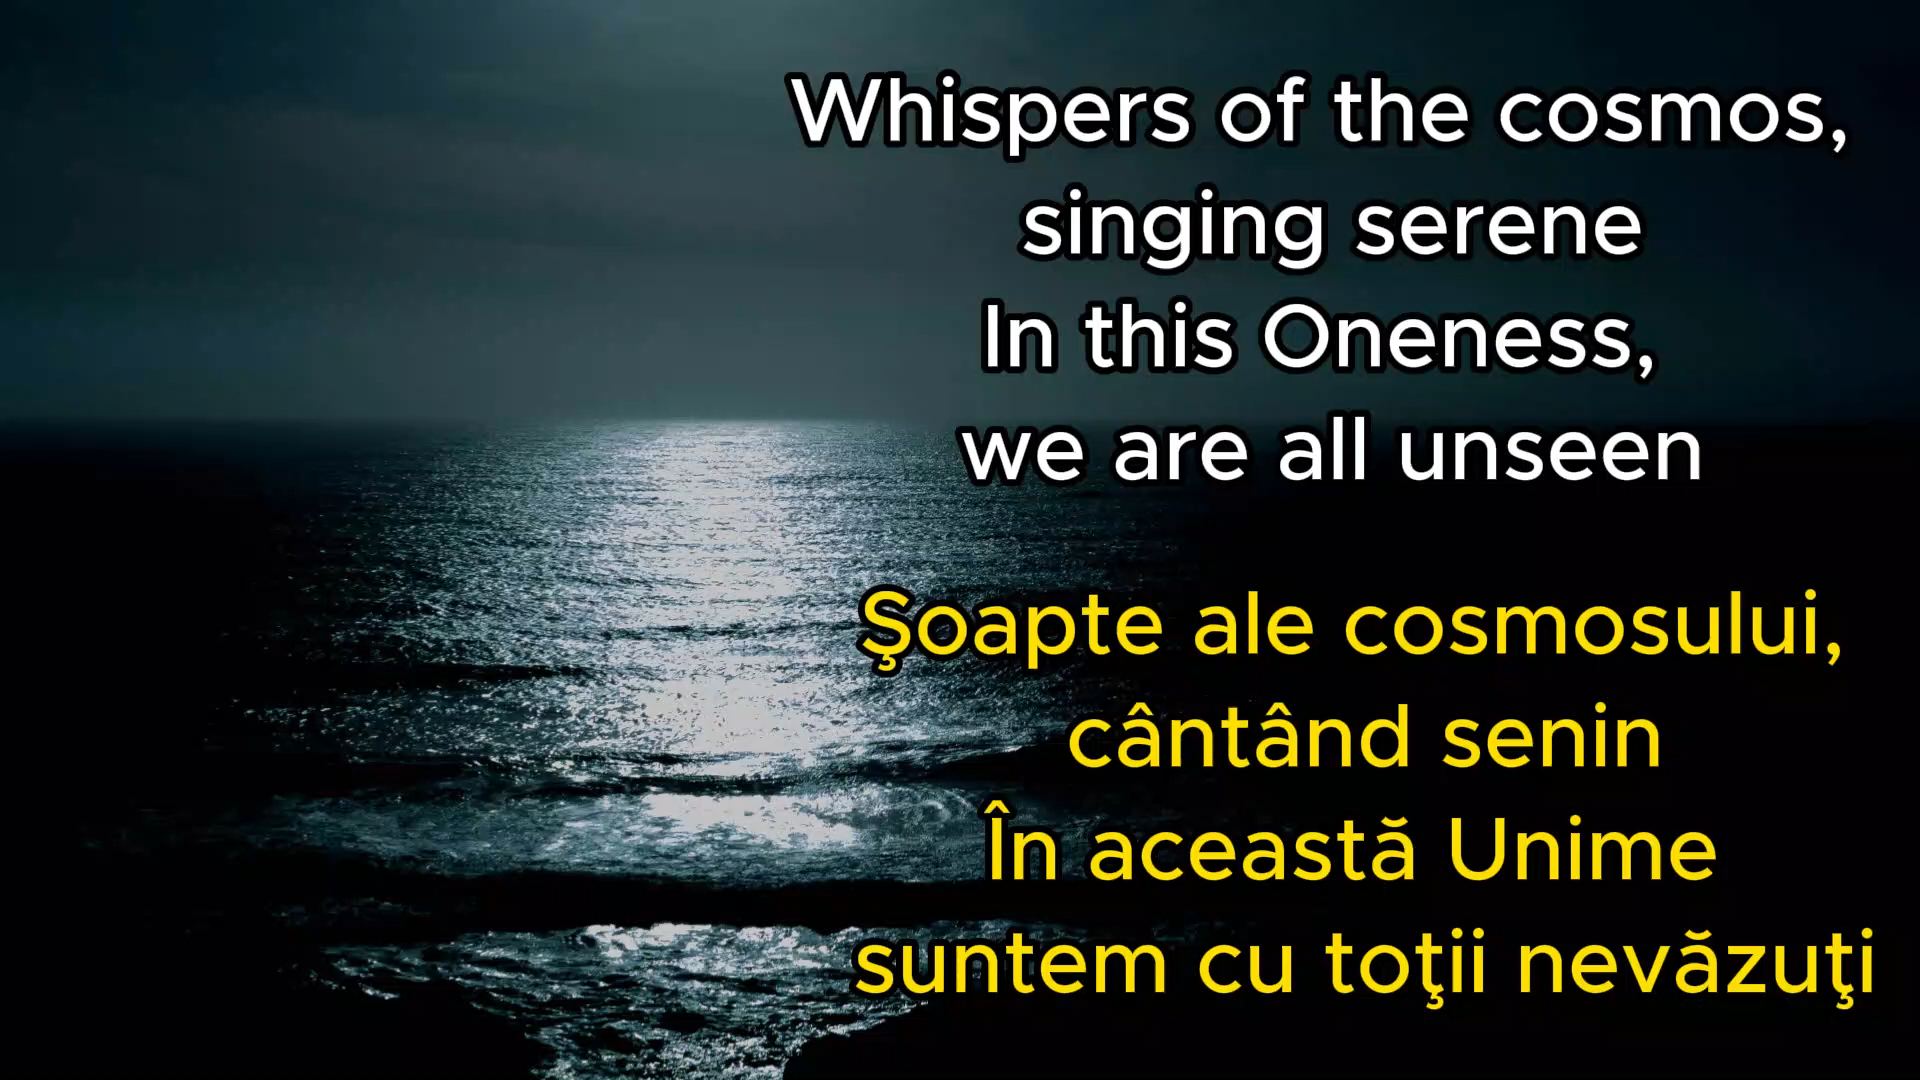 Whispers of the cosmos,
singing serene
In this Oneness,
we are all unseen
Şoapte ale cosmosului,
cântând senin
În această Unime
suntem cu toţii nevăzuţi